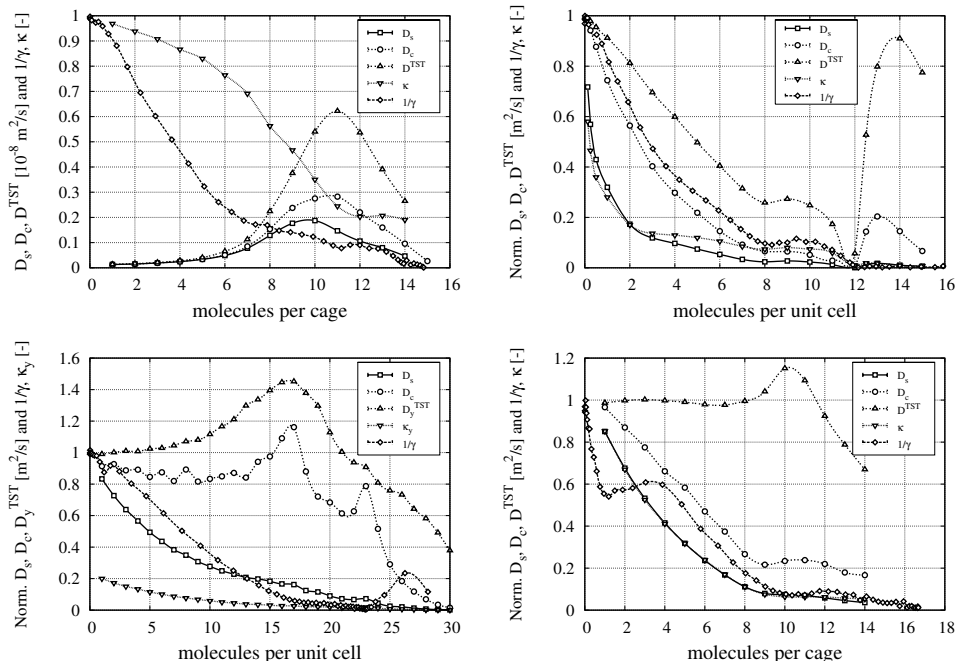 D_s, D_c, D^TST [10^-8 m^2/s] and 1/γ, κ [-]
1
0.9
0.8
0.7
0.6
0.5
0.4
0.3
0.2
0.1
0
0 2 4 6 8 10 12 14 16
molecules per cage
D_s
D_c
D^TST
κ
1/γ
Norm. D_s, D_c, D^TST [m^2/s] and 1/γ, κ [-]
1
0.8
0.6
0.4
0.2
0
0 2 4 6 8 10 12 14 16
molecules per unit cell
D_s
D_c
D^TST
κ
1/γ
Norm. D_s, D_c, D_y^TST [m^2/s] and 1/γ, κ_y [-]
1.6
1.4
1.2
1
0.8
0.6
0.4
0.2
0
0 5 10 15 20 25 30
molecules per unit cell
D_s
D_c
D_y^TST
κ_y
1/γ
Norm. D_s, D_c, D^TST [m^2/s] and 1/γ, κ [-]
1.2
1
0.8
0.6
0.4
0.2
0
0 2 4 6 8 10 12 14 16 18
molecules per cage
D_s
D_c
D^TST
κ
1/γ